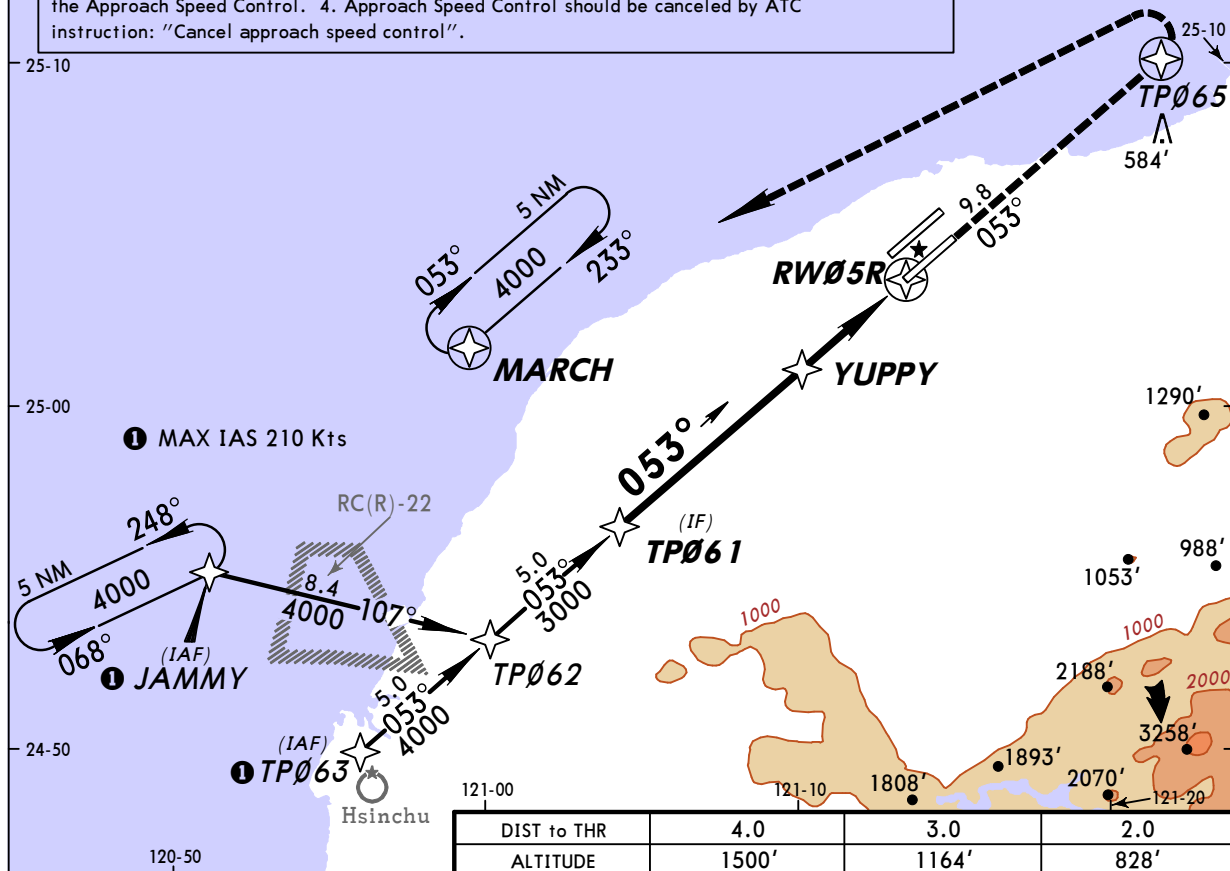 the Approach Speed Control. 4. Approach Speed Control should be canceled by ATC
instruction: "Cancel approach speed control".
25-10
25-10
TPØ65
584'
5 NM
053°
4000
233°
MARCH
9.8
053°
RWØ5R
YUPPY
25-00
1290'
1 MAX IAS 210 Kts
053°
RC(R)-22
248°
5 NM
4000
068°
8.4
4000
107°
(IF)
TPØ61
5.0
053°
3000
988'
1053'
(IAF)
1 JAMMY
TPØ62
5.0
053°
4000
1000
1000
2188'
2000
3258'
24-50
(IAF)
1 TPØ63
Hsinchu
1893'
1808'
2070'
121-00
121-10
121-20
120-50
DIST to THR 4.0 3.0 2.0
ALTITUDE 1500' 1164' 828'